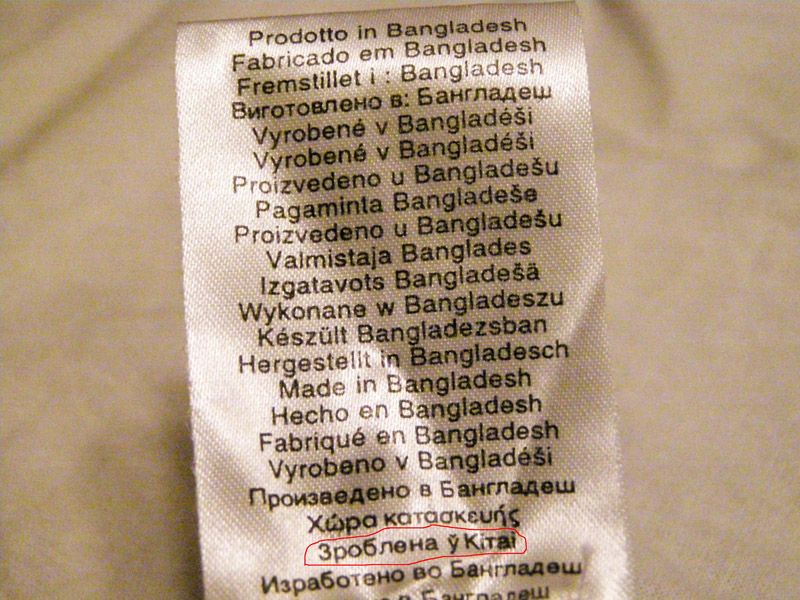 Prodotto in Bangladesh
Fabricado em Bangladesh
Fremstillet i : Bangladesh
Виготовлено в: Бангладеш
Vyrobené v Bangladéši
Vyrobené v Bangladéši
Proizvedeno u Bangladešu
Pagaminta Bangladeše
Proizvedeno u Bangladešu
Valmistaja Bangladesh
Izgatavots Bangladešā
Wykonane w Bangladeszu
Készült Bangladezsban
Hergestellt in Bangladesch
Made in Bangladesh
Hecho en Bangladesh
Fabriqué en Bangladesh
Vyrobeno v Bangladéši
Произведено в Бангладеш
Χώρα κατασκευής
Зроблена ў Кітаі
Изработено во Бангладеш